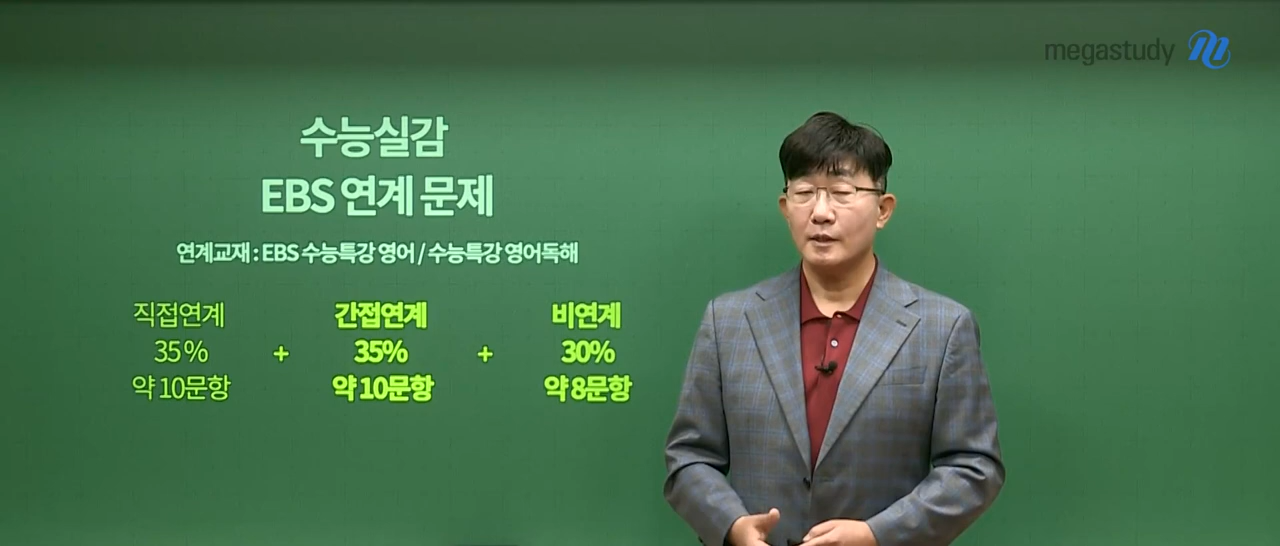 megastudy
수능실감
EBS 연계 문제
연계교재 : EBS 수능특강 영어 / 수능특강 영어독해
직접연계 간접연계 비연계
35% + 35% + 30%
약 10문항 약 10문항 약 8문항